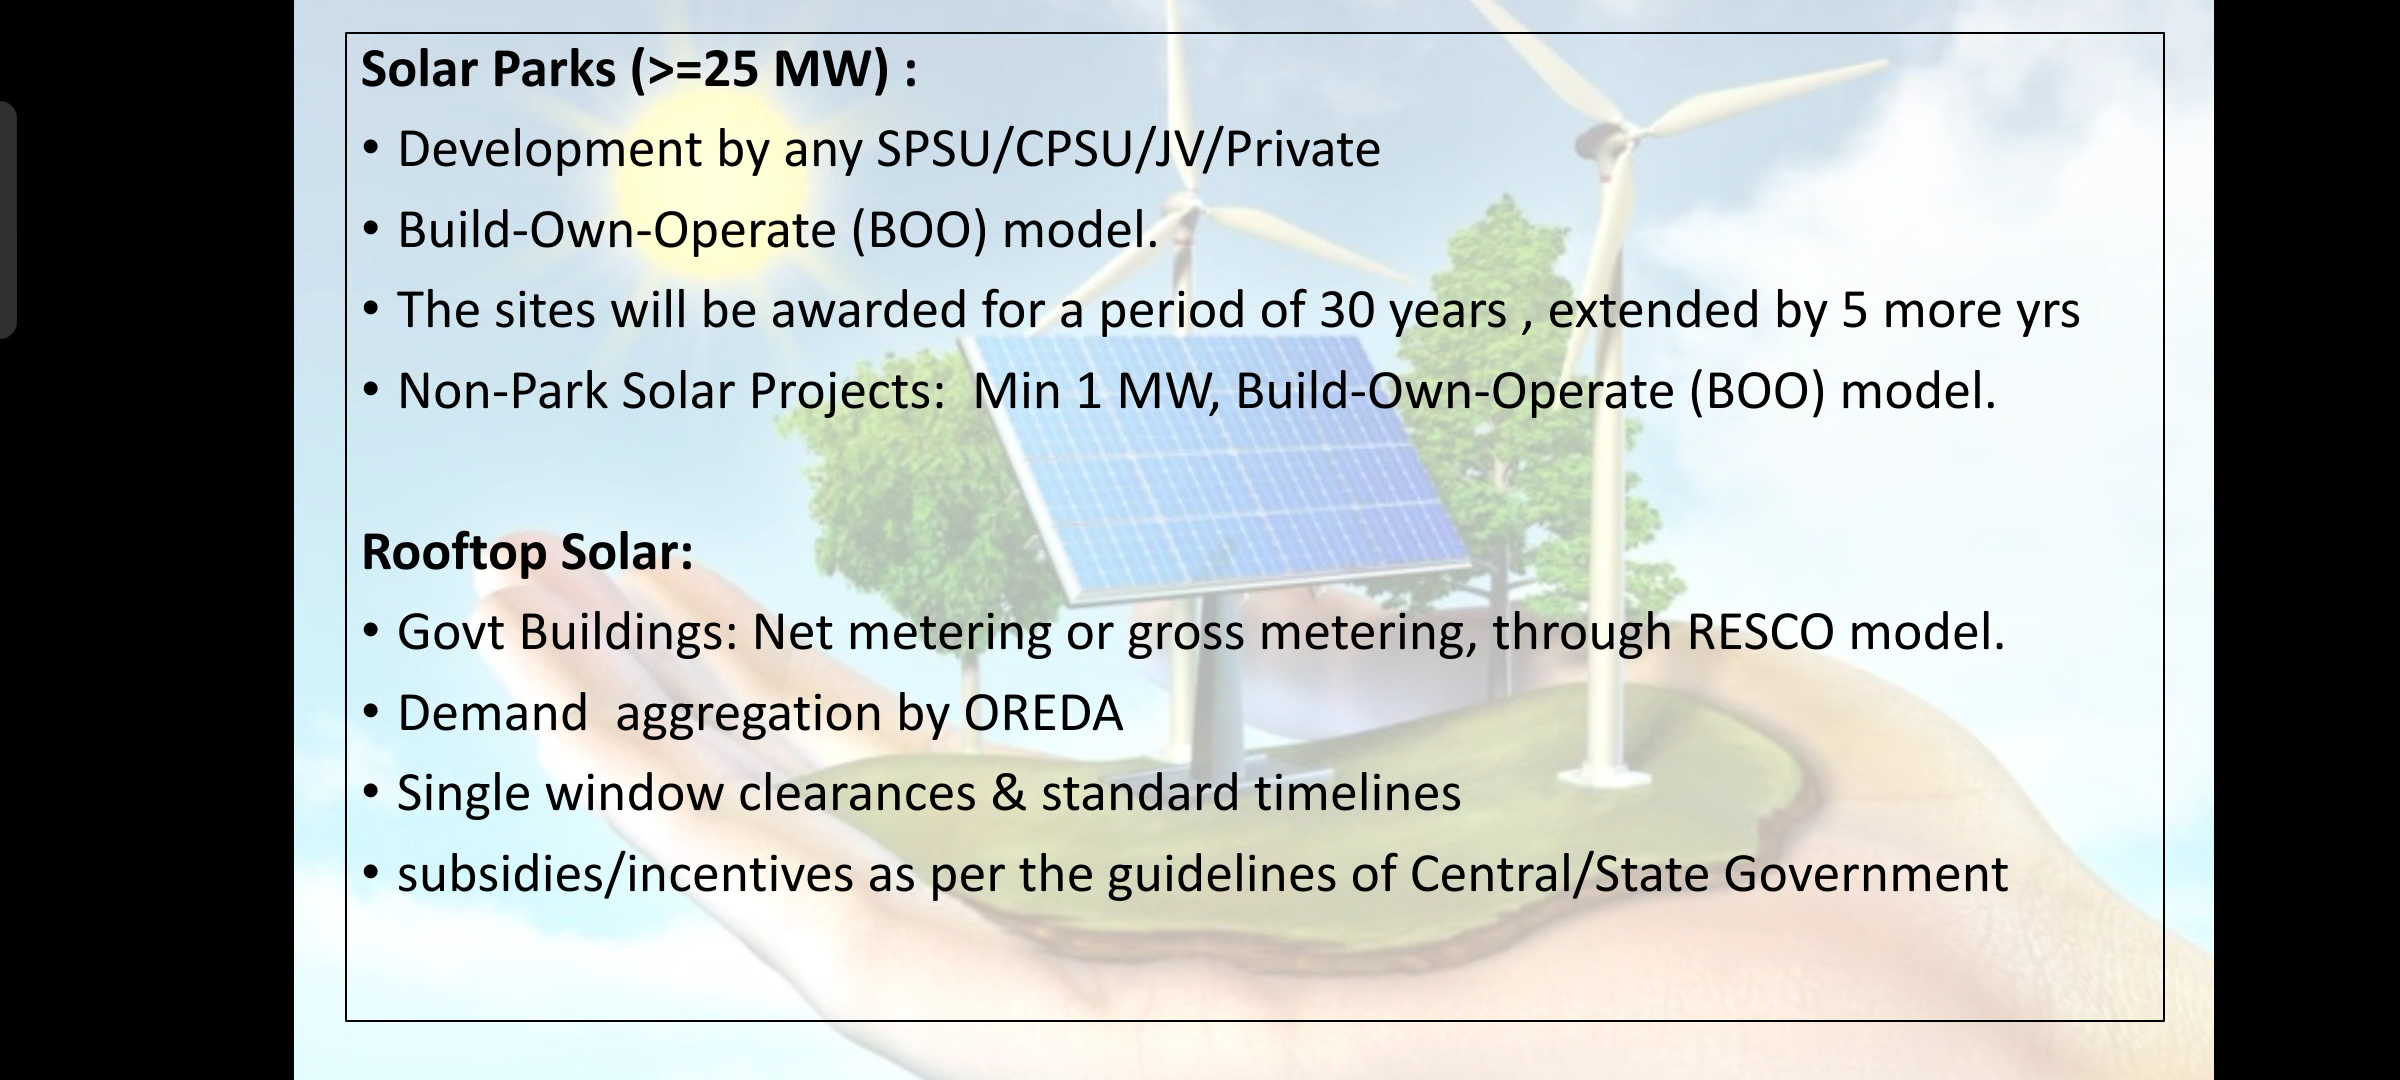 Solar Parks (>=25 MW) :
• Development by any SPSU/CPSU/JV/Private
• Build-Own-Operate (BOO) model.
• The sites will be awarded for a period of 30 years , extended by 5 more yrs
• Non-Park Solar Projects:  Min 1 MW, Build-Own-Operate (BOO) model.
Rooftop Solar:
• Govt Buildings: Net metering or gross metering, through RESCO model.
• Demand  aggregation by OREDA
• Single window clearances & standard timelines
• subsidies/incentives as per the guidelines of Central/State Government